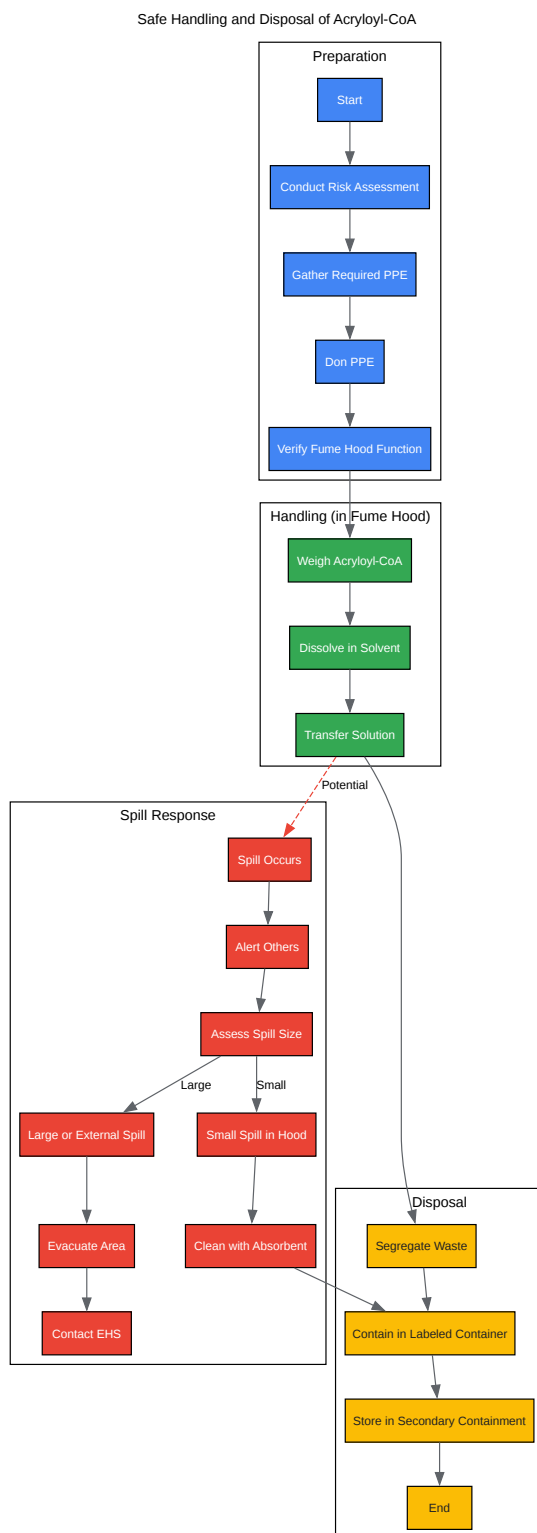 Safe Handling and Disposal of Acryloyl-CoA
Preparation
Start
Conduct Risk Assessment
Gather Required PPE
Don PPE
Verify Fume Hood Function
Handling (in Fume Hood)
Weigh Acryloyl-CoA
Dissolve in Solvent
Transfer Solution
Potential
Spill Response
Spill Occurs
Alert Others
Assess Spill Size
Large
Small
Large or External Spill
Small Spill in Hood
Evacuate Area
Clean with Absorbent
Contact EHS
Disposal
Segregate Waste
Contain in Labeled Container
Store in Secondary Containment
End